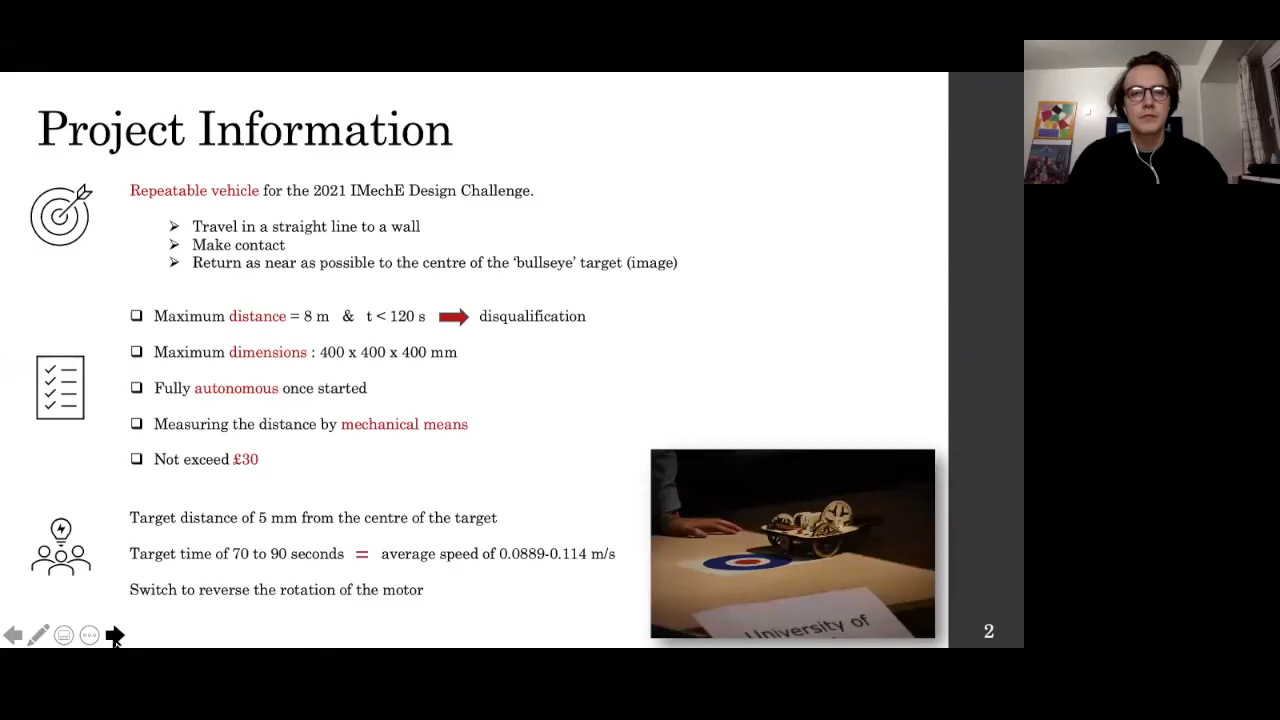 Project Information
Repeatable vehicle for the 2021 IMechE Design Challenge.
Travel in a straight line to a wall
Make contact
Return as near as possible to the centre of the ‘bullseye’ target (image)
Maximum distance = 8 m & t < 120 s disqualification
Maximum dimensions : 400 x 400 x 400 mm
Fully autonomous once started
Measuring the distance by mechanical means
Not exceed £30
Target distance of 5 mm from the centre of the target
Target time of 70 to 90 seconds = average speed of 0.0889-0.114 m/s
Switch to reverse the rotation of the motor
University of
2